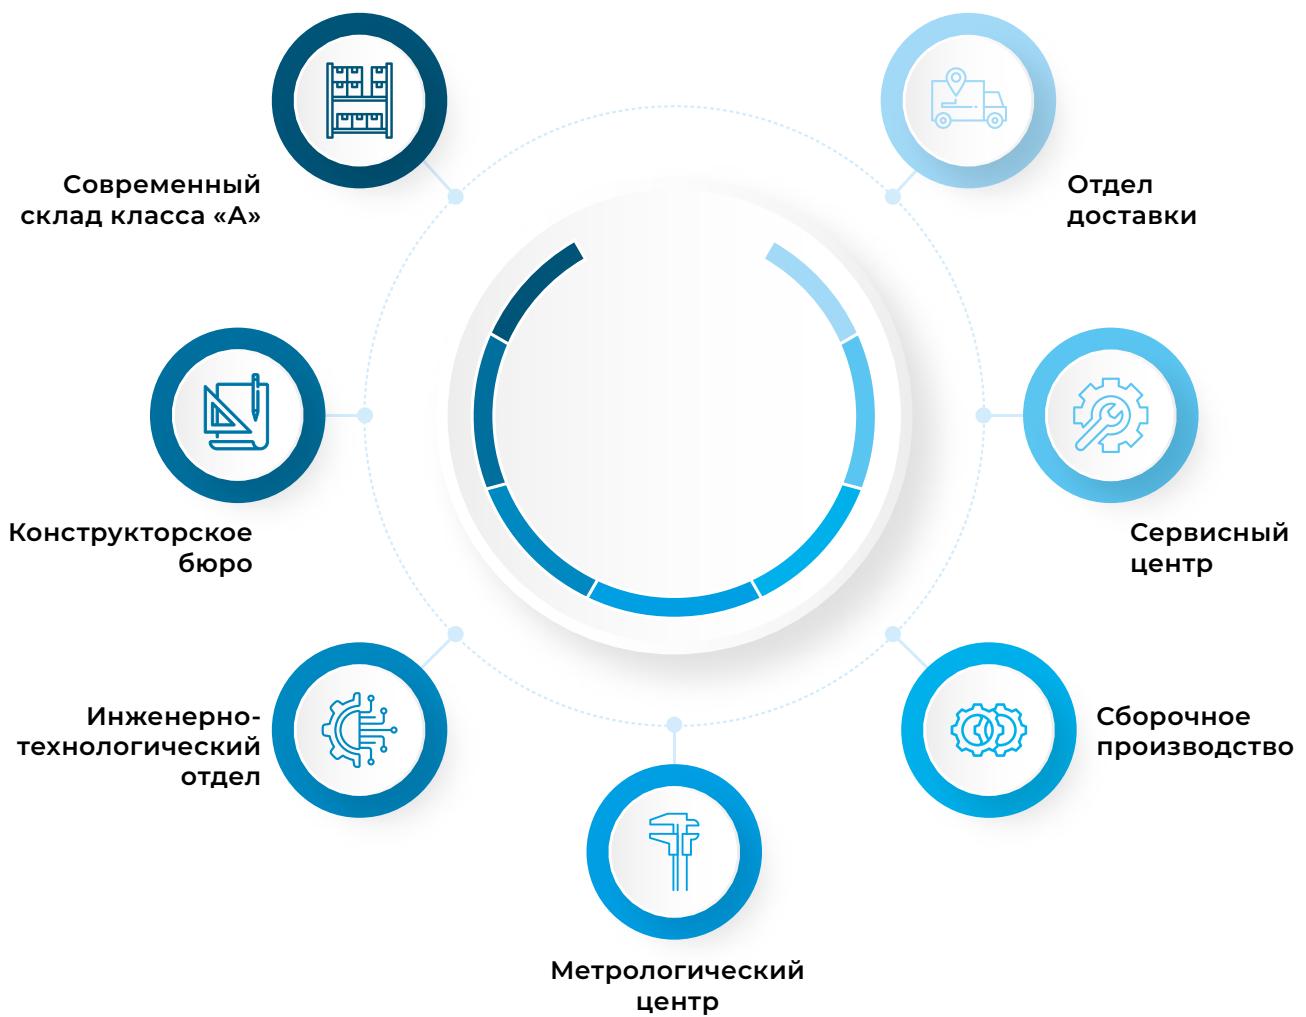 Современный
склад класса «А»
Отдел
доставки
Конструкторское
бюро
Сервисный
центр
Инженерно-
технологический
отдел
Сборочное
производство
Метрологический
центр